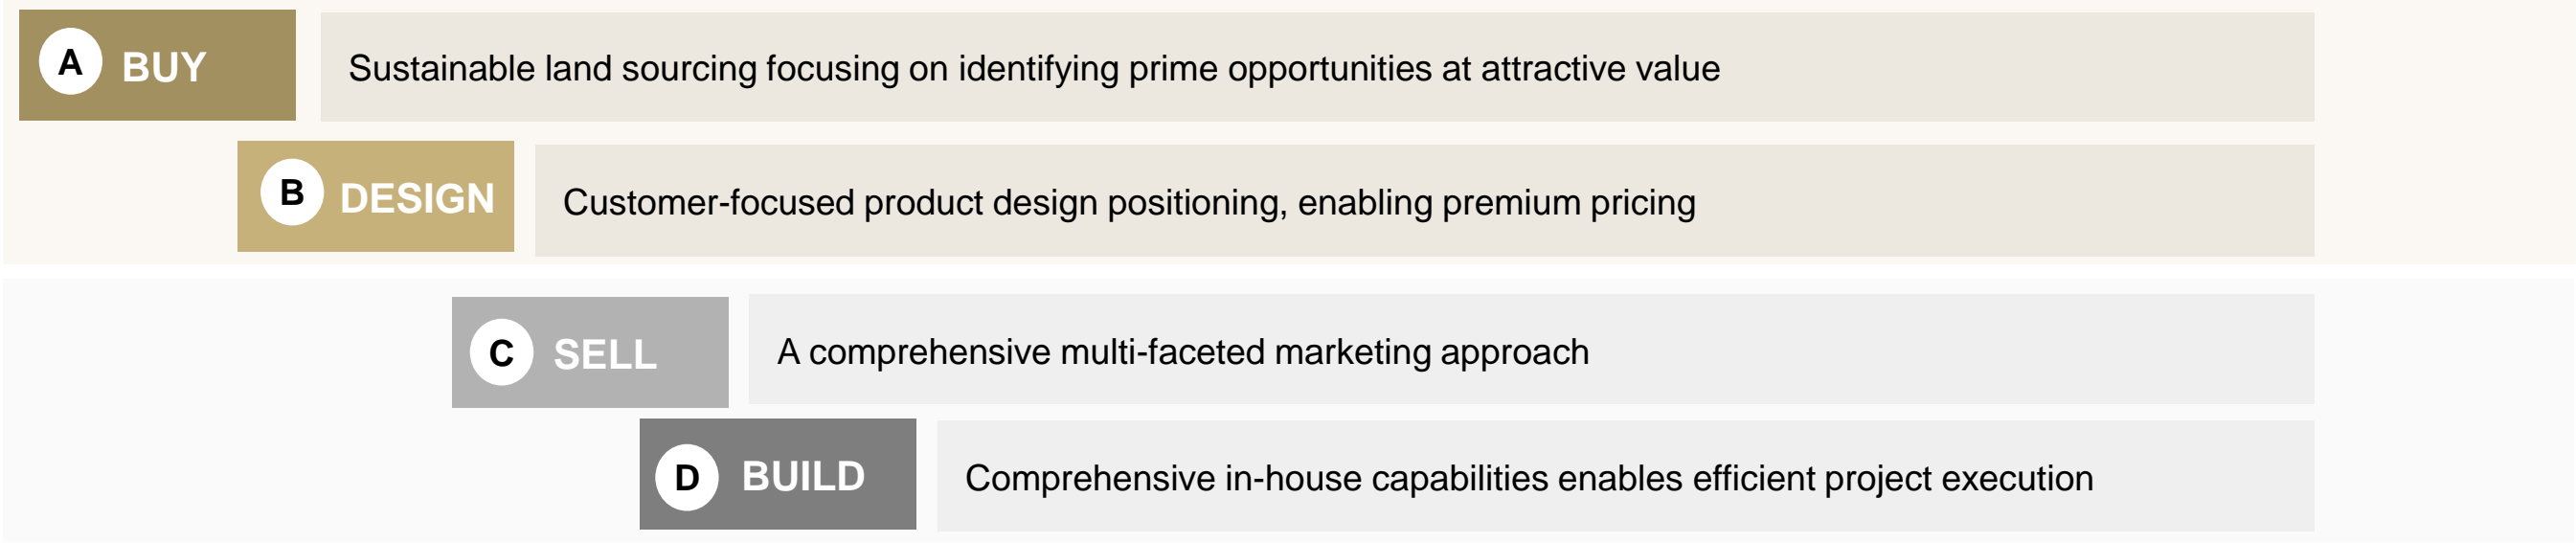 A BUY Sustainable land sourcing focusing on identifying prime opportunities at attractive value
B DESIGN Customer-focused product design positioning, enabling premium pricing
C SELL A comprehensive multi-faceted marketing approach
D BUILD Comprehensive in-house capabilities enables efficient project execution